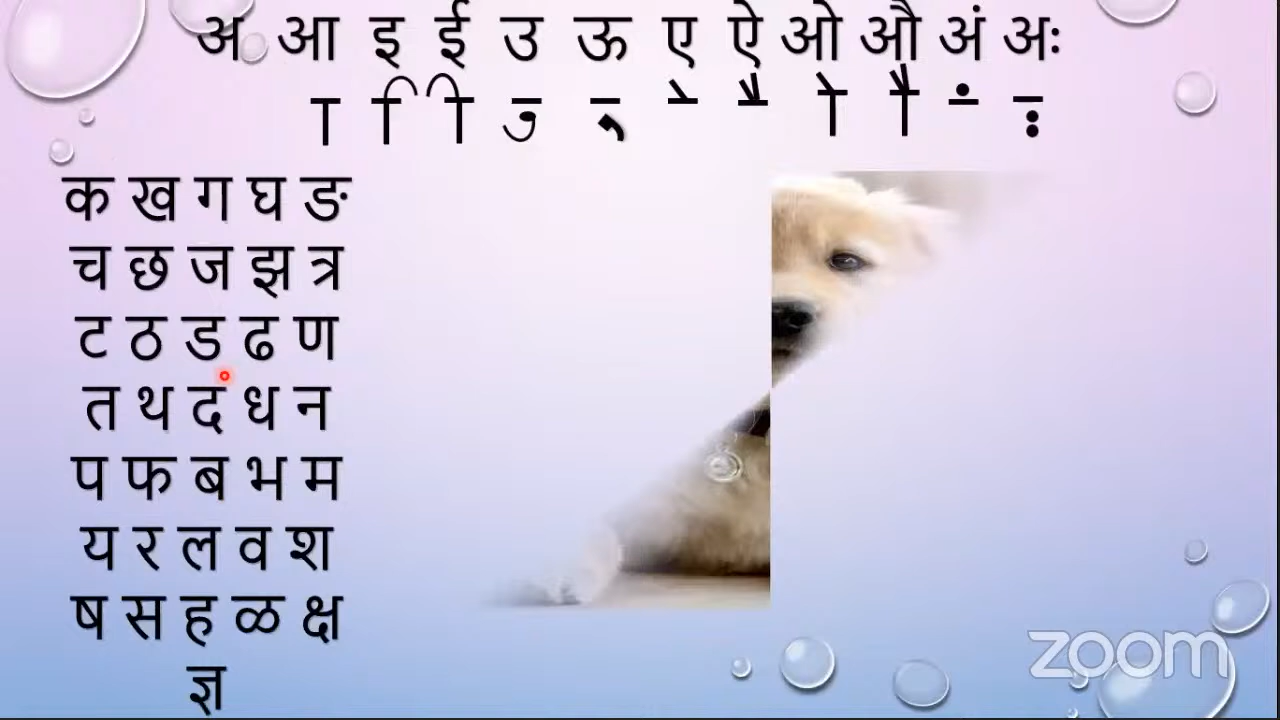 अ आ इ ई उ ऊ ए ऐ ओ औ अं अः
ा ि ी ु ू े ै ो ौ ं ः
क ख ग घ ङ
च छ ज झ त्र
ट ठ ड ढ ण
त थ द ध न
प फ ब भ म
य र ल व श
ष स ह ळ क्ष
ज्ञ
zoom